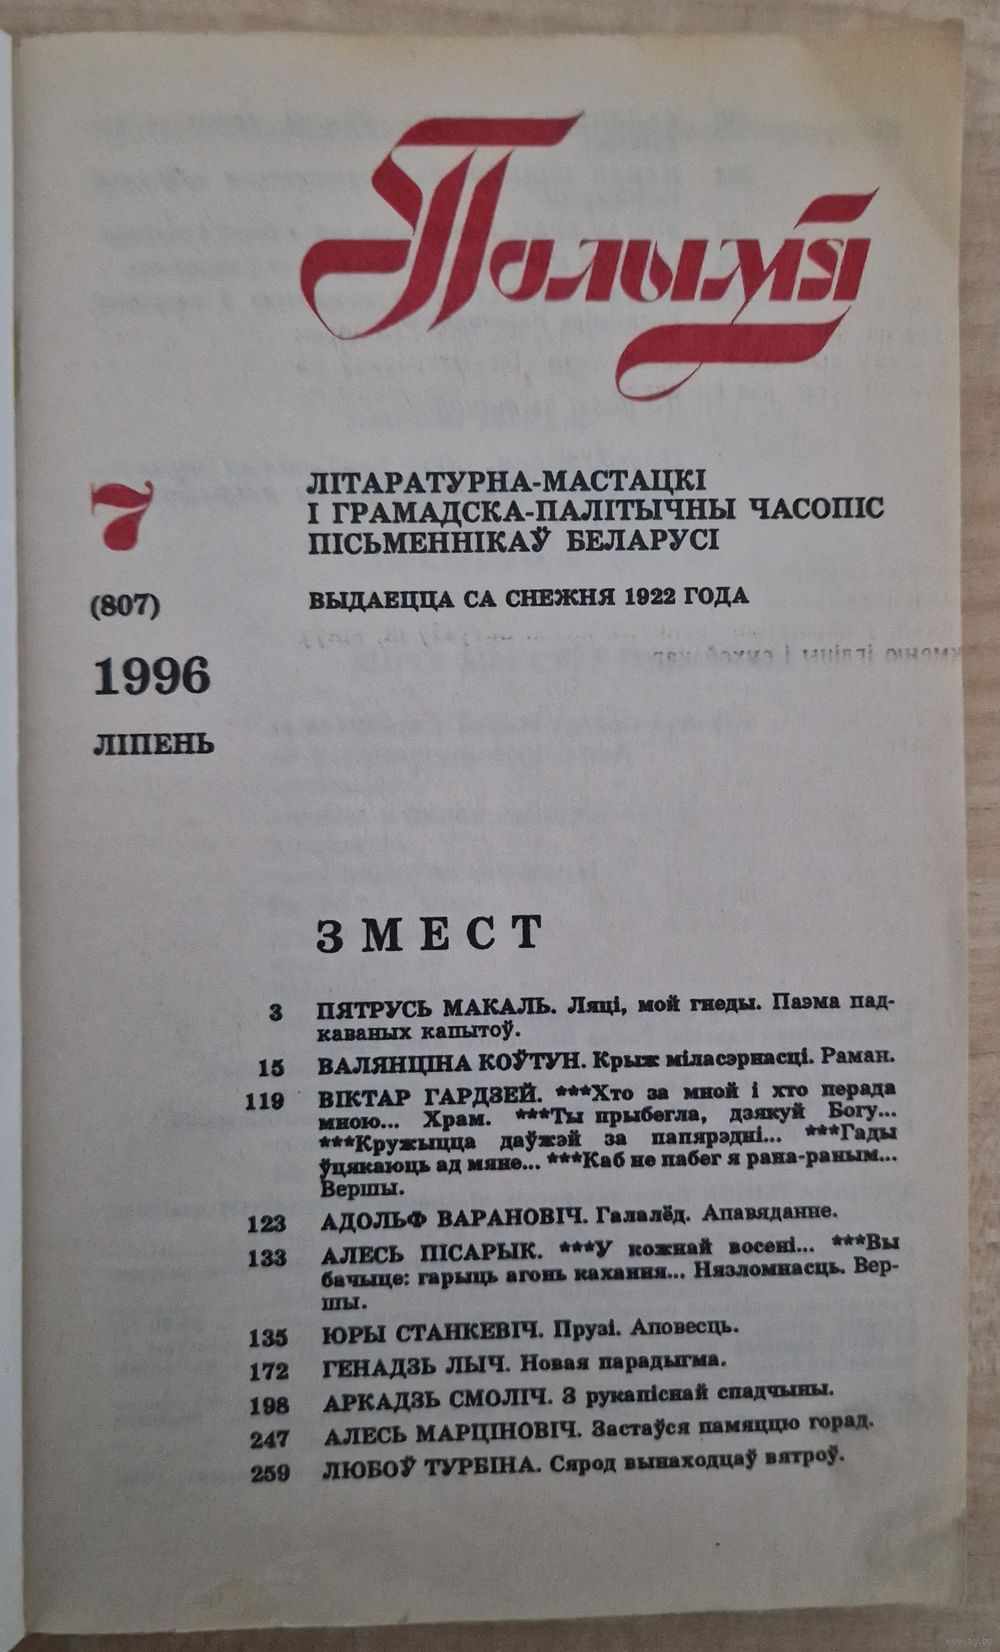 Полымя
7
ЛІТАРАТУРНА-МАСТАЦКІ
І ГРАМАДСКА-ПАЛІТЫЧНЫ ЧАСОПІС
ПІСЬМЕННІКАЎ БЕЛАРУСІ
(807)
ВЫДАЕЦЦА СА СНЕЖНЯ 1922 ГОДА
1996
ЛІПЕНЬ
ЗМЕСТ
3 ПЯТРУСЬ МАКАЛЬ. Ляці, мой гнеды. Паэма пад-
каваных капытоў.
15 ВАЛЯНЦІНА КОЎТУН. Крыж міласэрнасці. Раман.
119 ВІКТАР ГАРДЗЕЙ. ***Хто за мной і хто перада
мною... Храм. ***Ты прыбегла, дзякуй Богу...
***Кружыцца даўжэй за папярэдні... ***Гады
ўцякаюць ад мяне... ***Каб не пабег я рана-раным...
Вершы.
123 АДОЛЬФ ВАРАНОВІЧ. Галалёд. Апавяданне.
133 АЛЕСЬ ПІСАРЫК. ***У кожнай восені... ***Вы
бачыце: гарыць агонь кахання... Нязломнасць. Вер-
шы.
135 ЮРЫ СТАНКЕВІЧ. Прузі. Аповесць.
172 ГЕНАДЗЬ ЛЫЧ. Новая парадыгма.
198 АРКАДЗЬ СМОЛІЧ. З рукапіснай спадчыны.
247 АЛЕСЬ МАРЦІНОВІЧ. Застаўся памяццю горад.
259 ЛЮБОЎ ТУРБІНА. Сярод вынаходцаў вятроў.